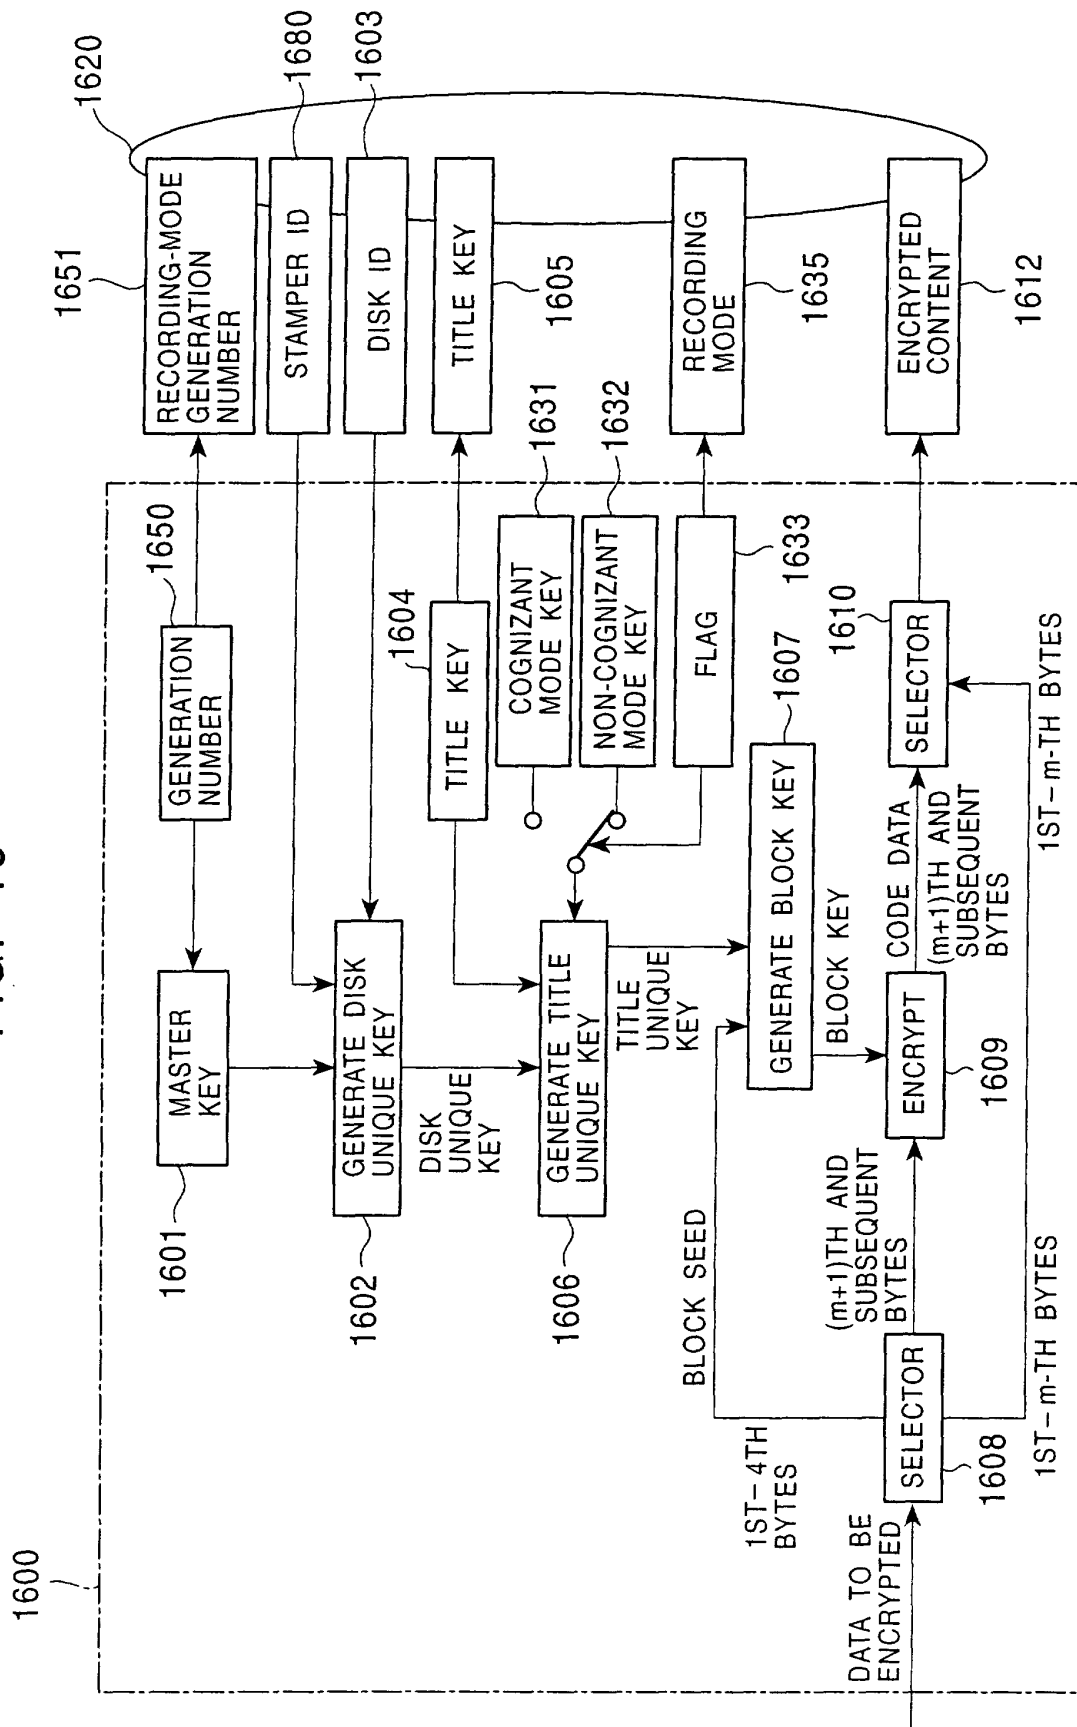 1600
1620
1651
RECORDING-MODE
GENERATION
NUMBER
1680
STAMPER ID
1603
DISK ID
TITLE KEY
1605
RECORDING
MODE
1635
ENCRYPTED
CONTENT
1612
1650
GENERATION
NUMBER
MASTER
KEY
1601
GENERATE DISK
UNIQUE KEY
1602
DISK
UNIQUE
KEY
1604
TITLE KEY
1631
COGNIZANT
MODE KEY
1632
NON-COGNIZANT
MODE KEY
FLAG
1633
GENERATE TITLE
UNIQUE KEY
1606
TITLE
UNIQUE
KEY
1607
GENERATE BLOCK KEY
BLOCK KEY
BLOCK SEED
1ST-4TH
BYTES
DATA TO BE
ENCRYPTED
SELECTOR
1608
(m+1)TH AND
SUBSEQUENT
BYTES
ENCRYPT
1609
CODE DATA
(m+1)TH AND
SUBSEQUENT
BYTES
SELECTOR
1610
1ST-m-TH BYTES
1ST-m-TH BYTES